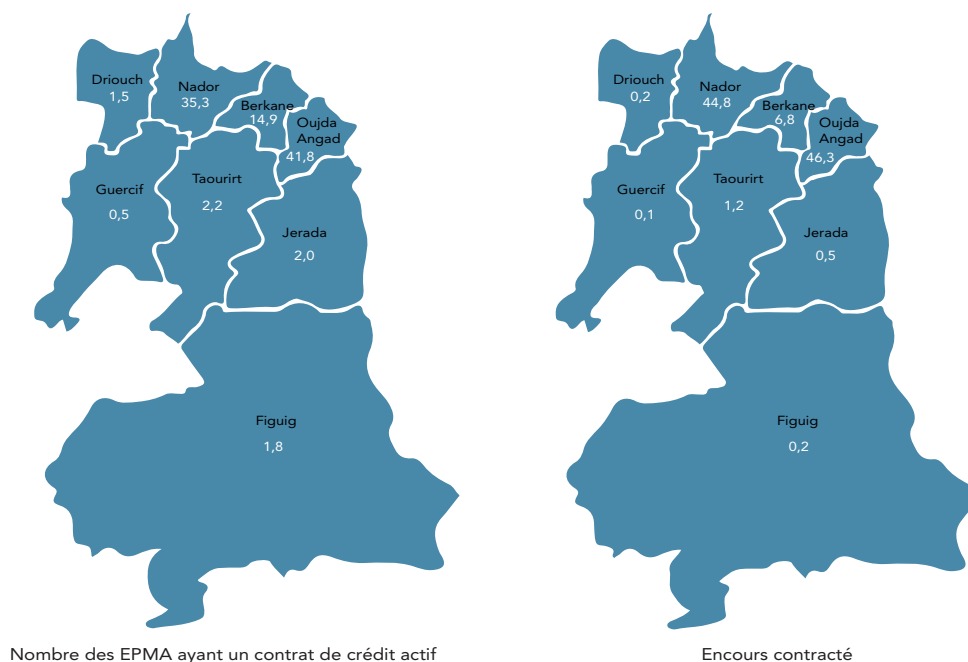 Driouch
1,5
Nador
35,3
Berkane
14,9
Oujda
Angad
41,8
Guercif
0,5
Taourirt
2,2
Jerada
2,0
Figuig
1,8
Nombre des EPMA ayant un contrat de crédit actif
Driouch
0,2
Nador
44,8
Berkane
6,8
Oujda
Angad
46,3
Guercif
0,1
Taourirt
1,2
Jerada
0,5
Figuig
0,2
Encours contracté